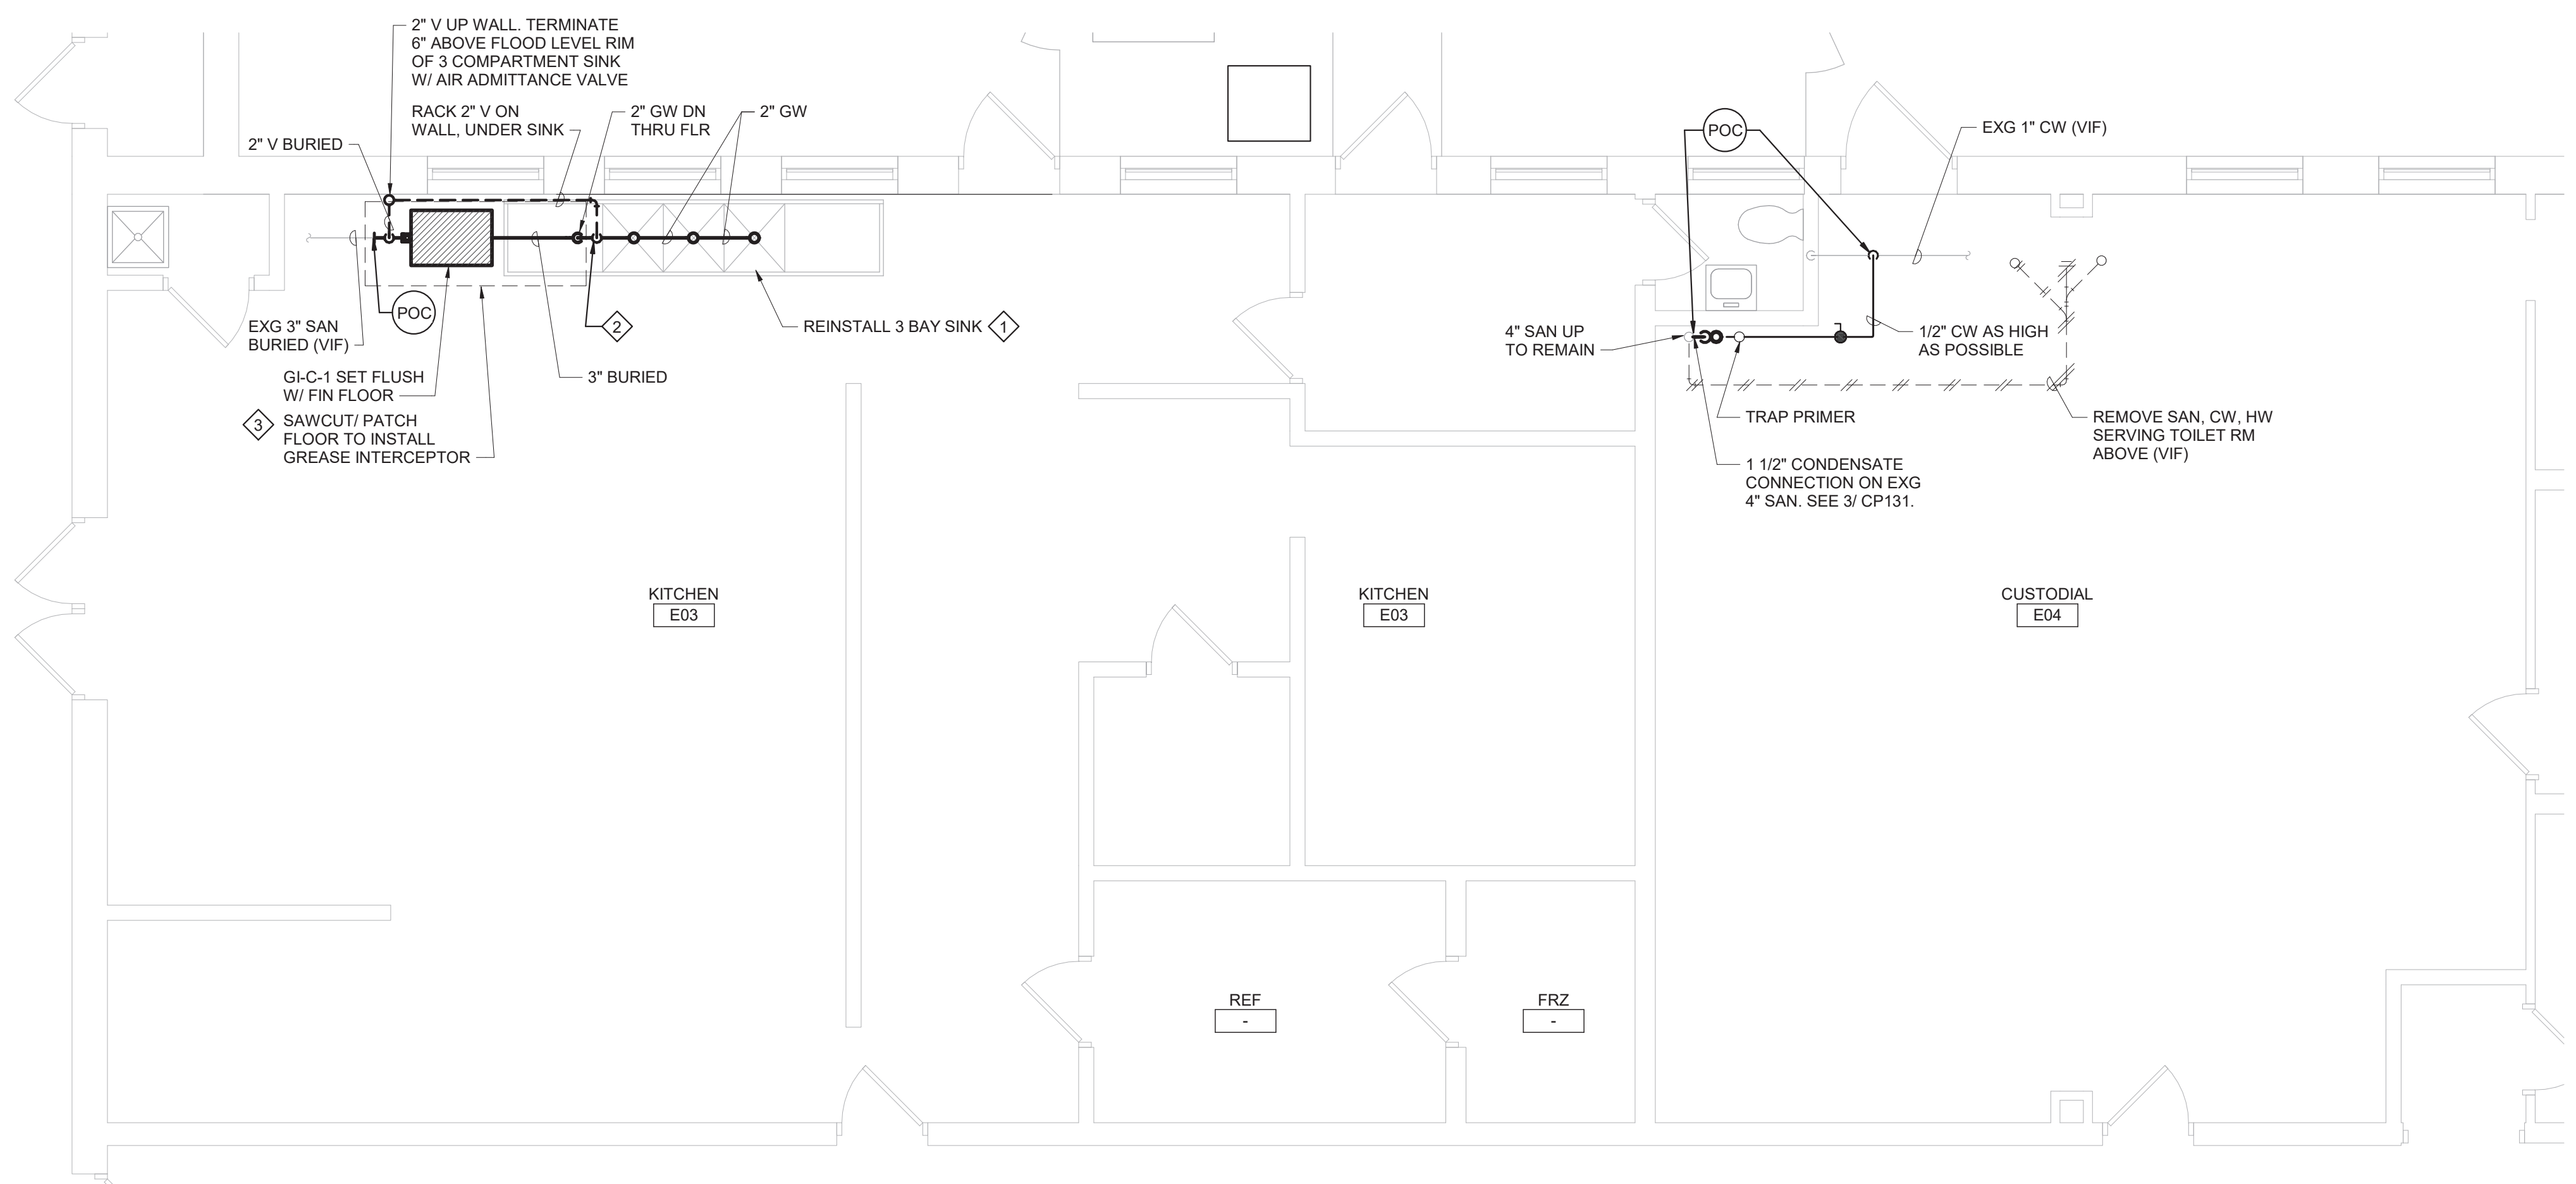 2" V UP WALL. TERMINATE
6" ABOVE FLOOD LEVEL RIM
OF 3 COMPARTMENT SINK
W/ AIR ADMITTANCE VALVE
RACK 2" V ON
WALL, UNDER SINK
2" GW DN
THRU FLR
2" GW
2" V BURIED
POC
EXG 3" SAN
BURIED (VIF)
2
REINSTALL 3 BAY SINK
1
GI-C-1 SET FLUSH
W/ FIN FLOOR
3" BURIED
3
SAWCUT/ PATCH
FLOOR TO INSTALL
GREASE INTERCEPTOR
POC
EXG 1" CW (VIF)
4" SAN UP
TO REMAIN
1/2" CW AS HIGH
AS POSSIBLE
TRAP PRIMER
REMOVE SAN, CW, HW
SERVING TOILET RM
ABOVE (VIF)
1 1/2" CONDENSATE
CONNECTION ON EXG
4" SAN. SEE 3/ CP131.
KITCHEN
E03
KITCHEN
E03
CUSTODIAL
E04
REF
-
FRZ
-